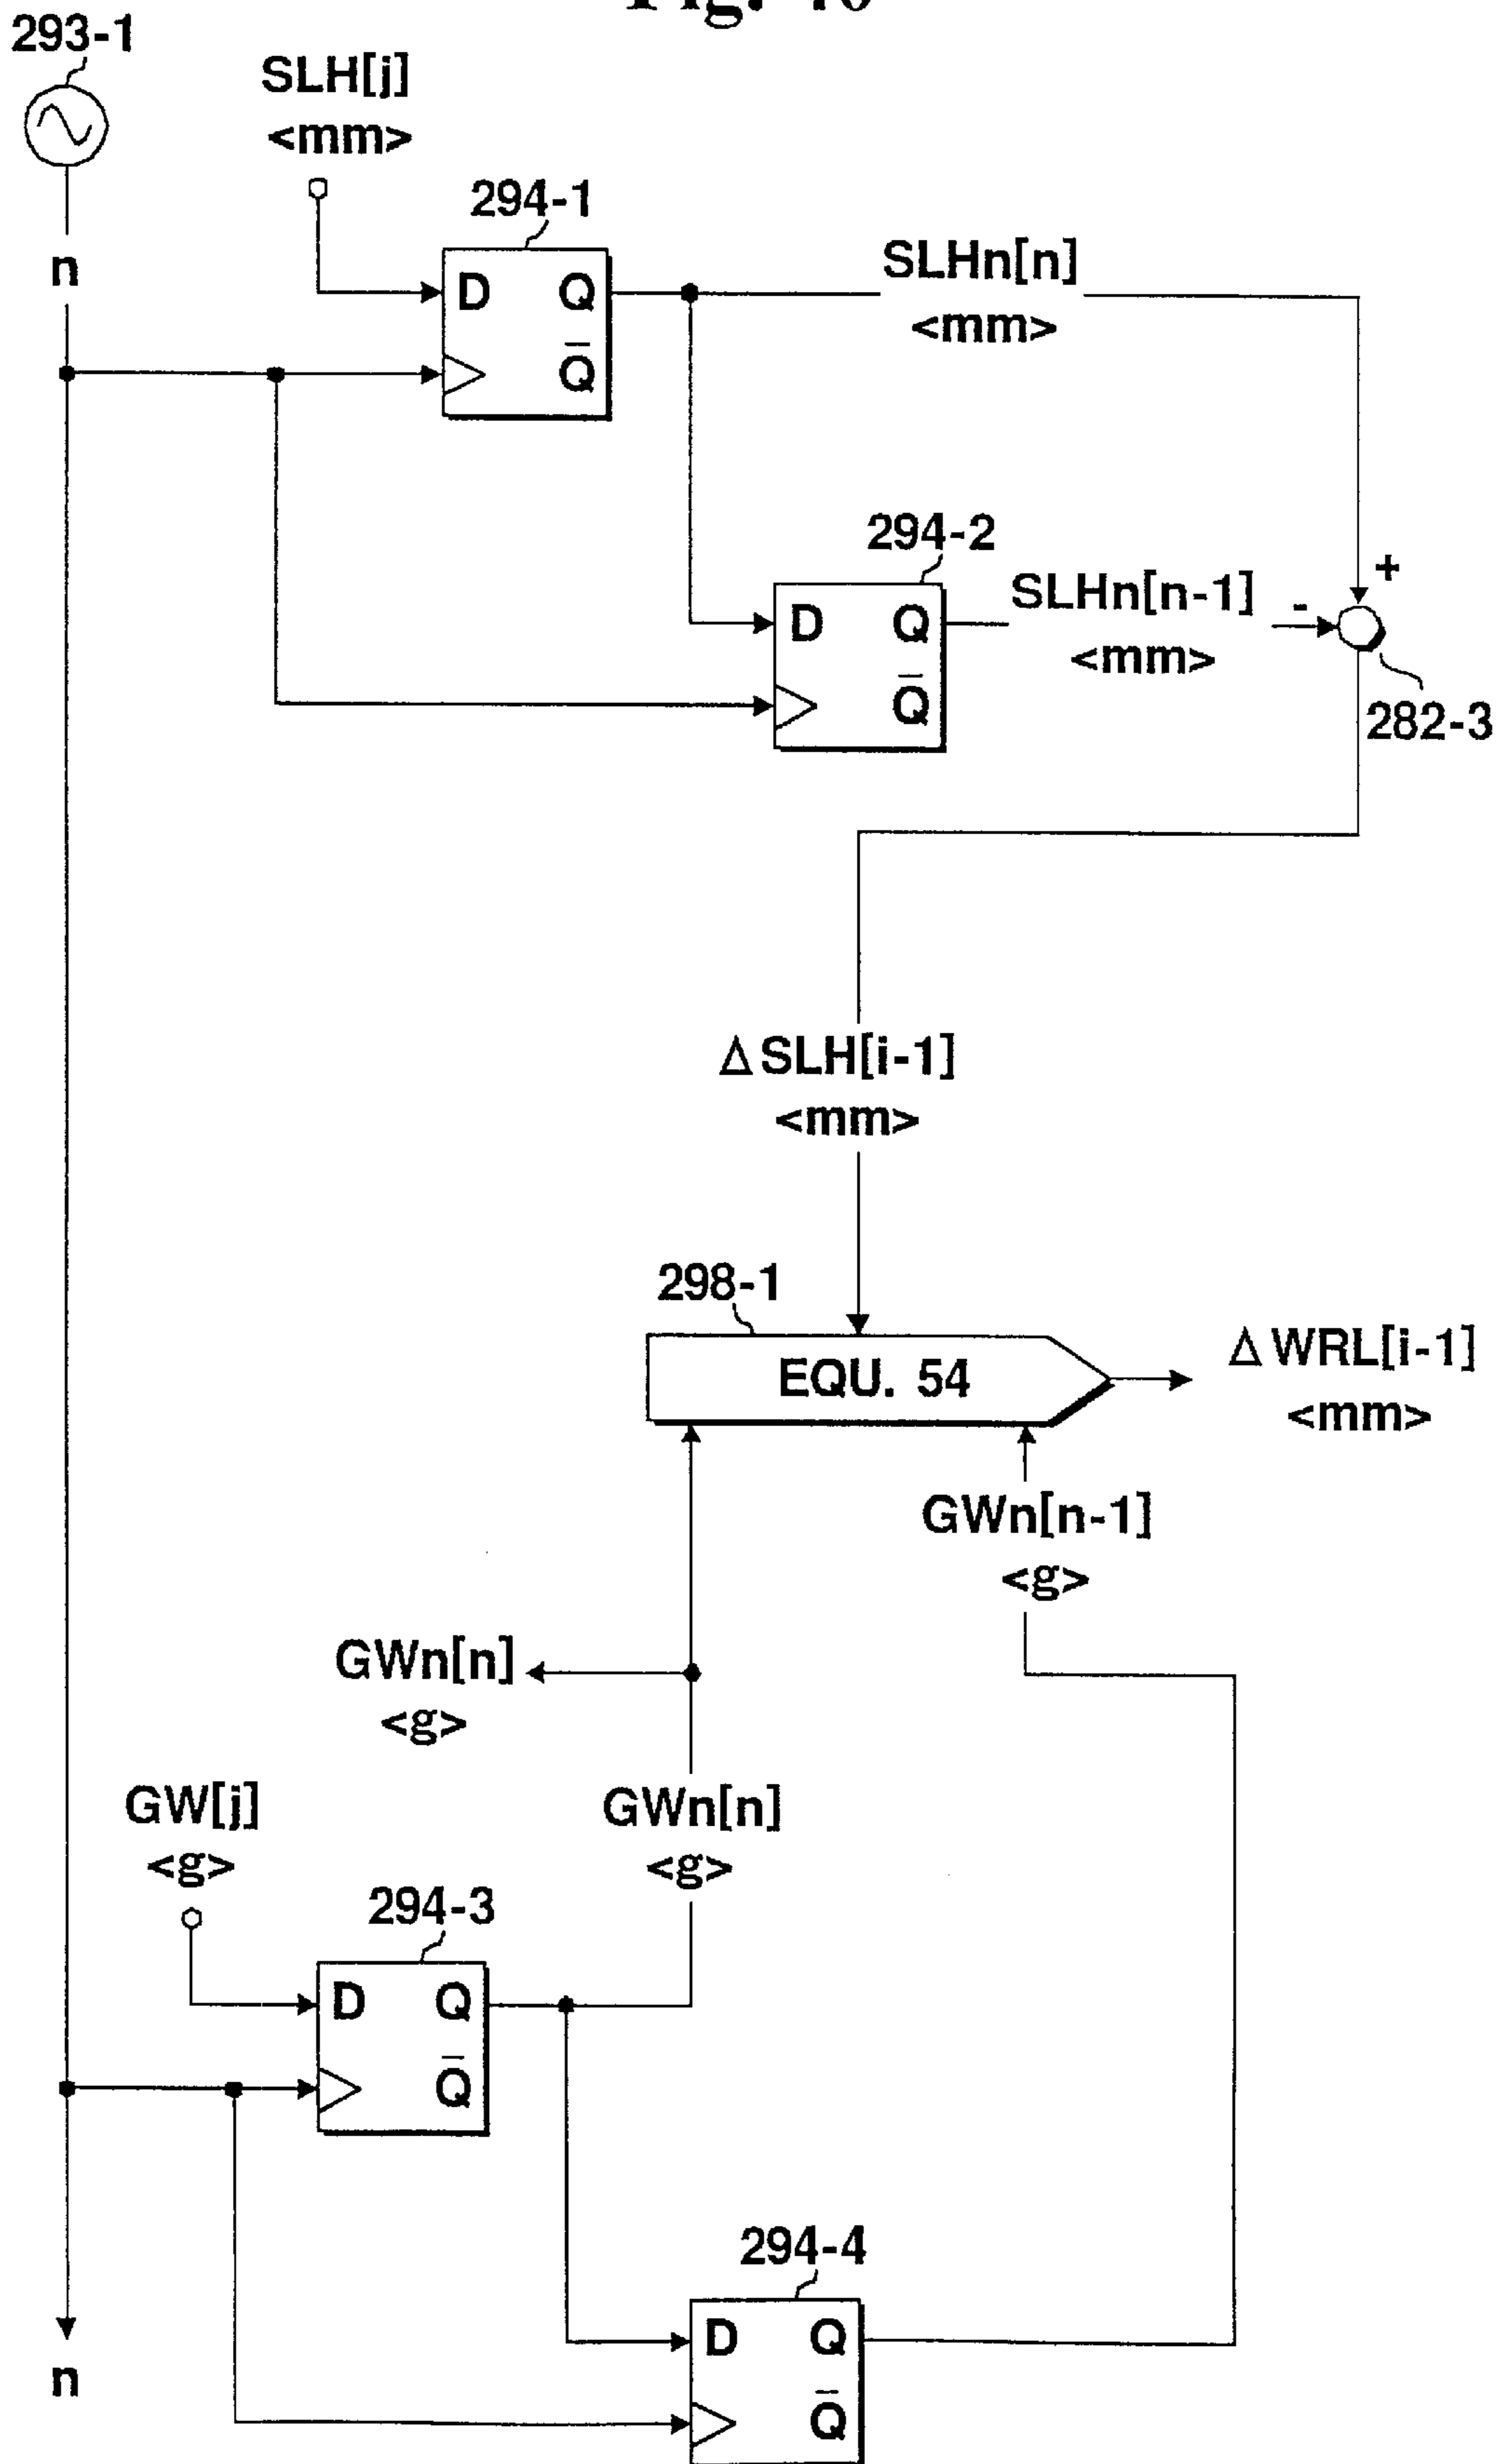 293-1
SLH[j]
<mm>
n
294-1
D Q
Q̅
SLHn[n]
<mm>
294-2
D Q
Q̅
SLHn[n-1]
<mm>
+
-
282-3
ΔSLH[i-1]
<mm>
298-1
EQU. 54
ΔWRL[i-1]
<mm>
GWn[n-1]
<g>
GWn[n]
<g>
GW[j]
<g>
GWn[n]
<g>
294-3
D Q
Q̅
294-4
D Q
Q̅
n